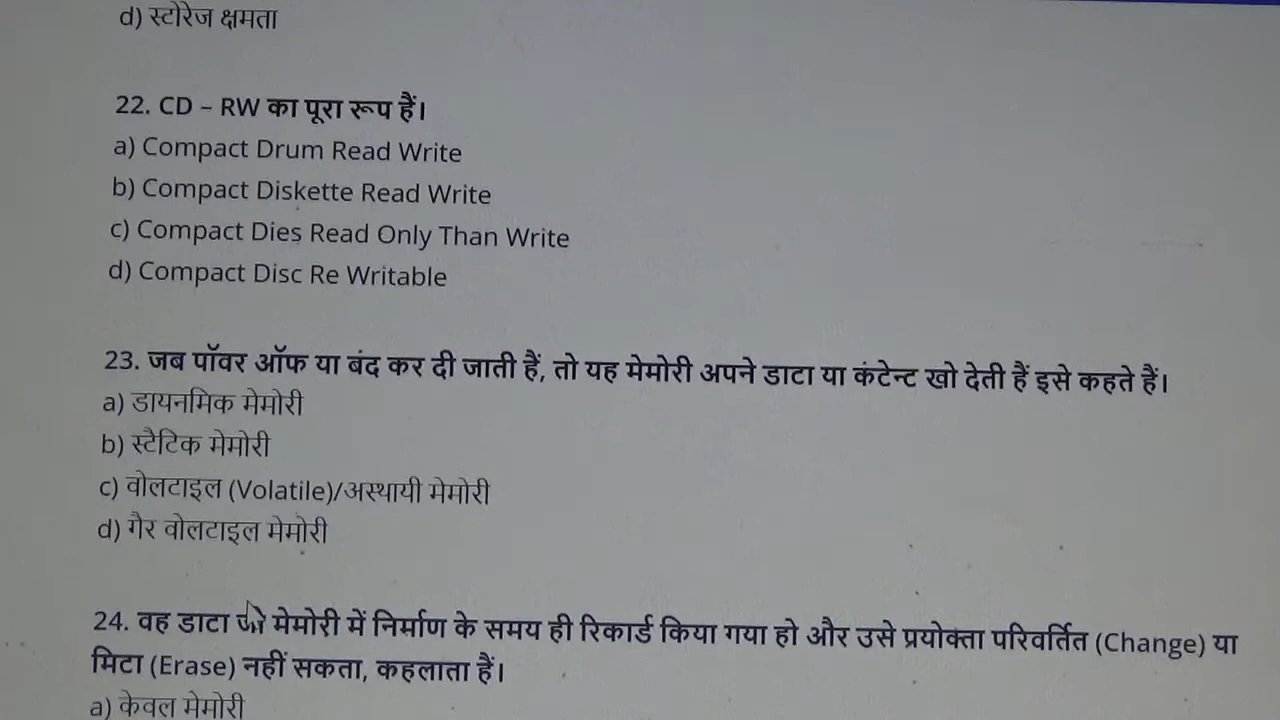 d) स्टोरेज क्षमता
22. CD – RW का पूरा रूप हैं।
a) Compact Drum Read Write
b) Compact Diskette Read Write
c) Compact Dies Read Only Than Write
d) Compact Disc Re Writable
23. जब पॉवर ऑफ या बंद कर दी जाती हैं, तो यह मेमोरी अपने डाटा या कंटेन्ट खो देती हैं इसे कहते हैं।
a) डायनमिक मेमोरी
b) स्टैटिक मेमोरी
c) वोलटाइल (Volatile)/अस्थायी मेमोरी
d) गैर वोलटाइल मेमोरी
24. वह डाटा जो मेमोरी में निर्माण के समय ही रिकार्ड किया गया हो और उसे प्रयोक्ता परिवर्तित (Change) या
मिटा (Erase) नहीं सकता, कहलाता हैं।
a) केवल मेमोरी